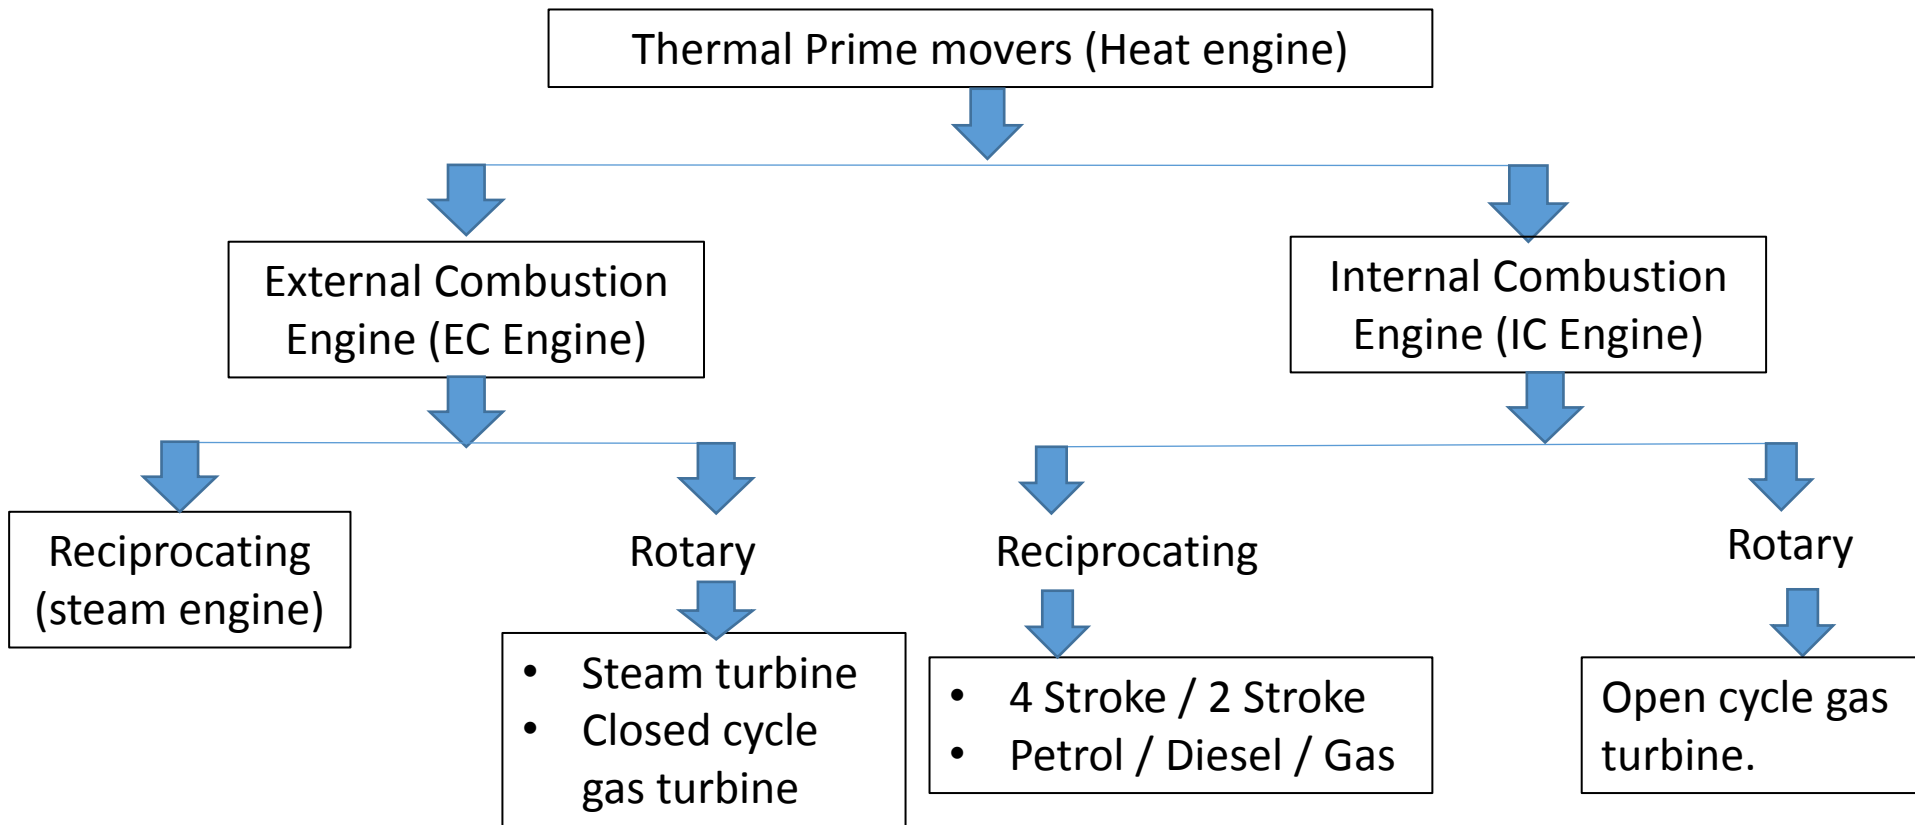 Thermal Prime movers (Heat engine)
External Combustion
Engine (EC Engine)
Internal Combustion
Engine (IC Engine)
Reciprocating
(steam engine)
Rotary
Reciprocating
Rotary
• Steam turbine
• Closed cycle
gas turbine
• 4 Stroke / 2 Stroke
• Petrol / Diesel / Gas
Open cycle gas
turbine.